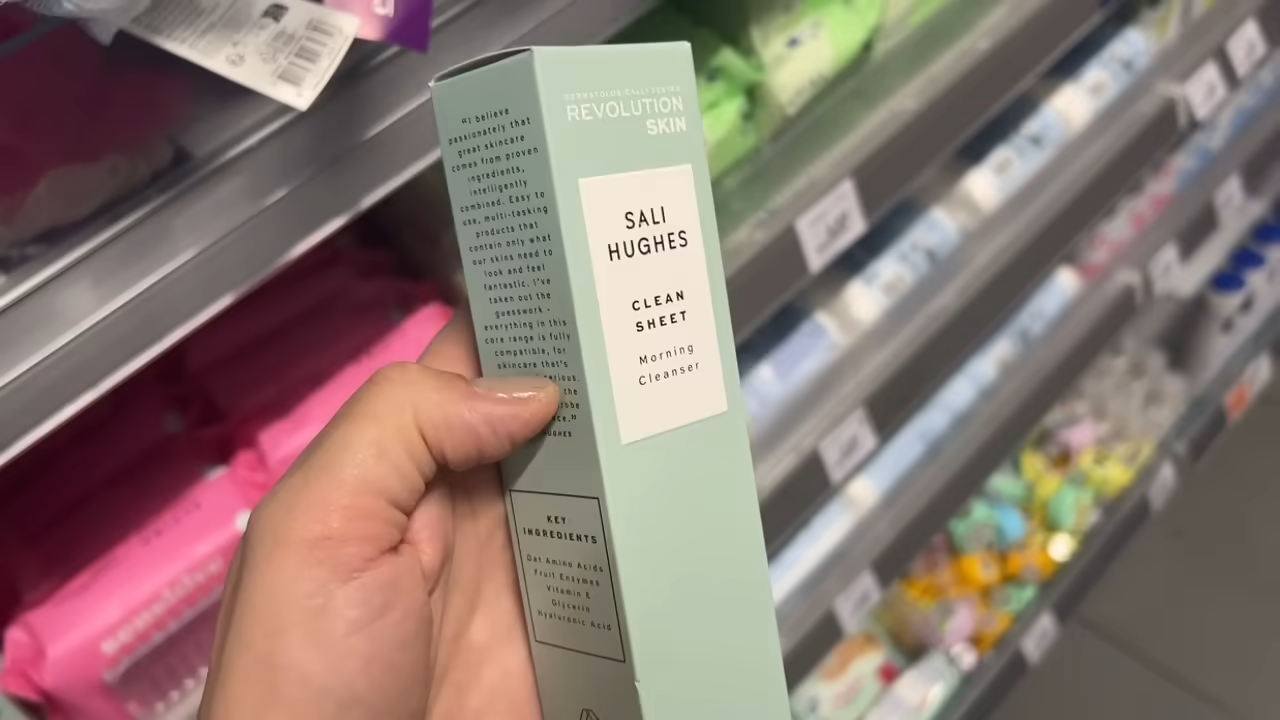 "I believe
passionately that
great skincare
comes from proven
ingredients,
intelligently
combined. Easy to
use, multi-tasking
products that
contain only what
our skins need to
look and feel
fantastic. I've
taken out the
guesswork -
everything in this
core range is fully
compatible, for
skincare that's
the
HUGHES
KEY
INGREDIENTS
Oat Amino Acids
Fruit Enzymes
Vitamin E
Glycerin
Hyaluronic Acid
DERMATOLOGICALLY TESTED
REVOLUTION
SKIN
SALI
HUGHES
CLEAN
SHEET
Morning
Cleanser
sensitive